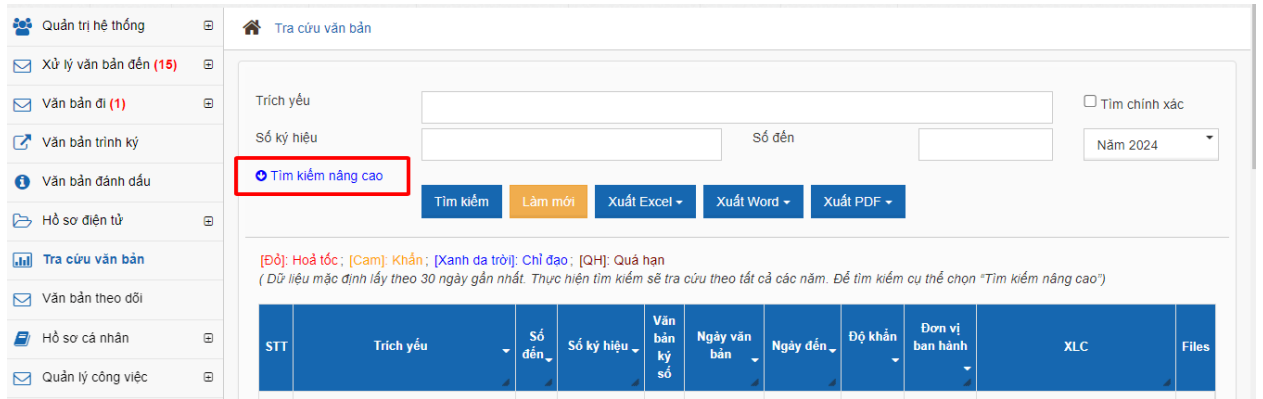 Quản trị hệ thống
Xử lý văn bản đến (15)
Văn bản đi (1)
Văn bản trình ký
Văn bản đánh dấu
Hồ sơ điện tử
Tra cứu văn bản
Văn bản theo dõi
Hồ sơ cá nhân
Quản lý công việc
Tra cứu văn bản
Trích yếu
Tìm chính xác
Số ký hiệu
Số đến
Năm 2024
Tìm kiếm nâng cao
Tìm kiếm
Làm mới
Xuất Excel
Xuất Word
Xuất PDF
[Đỏ]: Hoả tốc; [Cam]: Khẩn; [Xanh da trời]: Chỉ đạo; [QH]: Quá hạn
( Dữ liệu mặc định lấy theo 30 ngày gần nhất. Thực hiện tìm kiếm sẽ tra cứu theo tất cả các năm. Để tìm kiếm cụ thể chọn "Tìm kiếm nâng cao")
STT
Trích yếu
Số
đến
Số ký hiệu
Văn
bản
ký
số
Ngày văn
bản
Ngày đến
Độ khẩn
Đơn vị
ban hành
XLC
Files